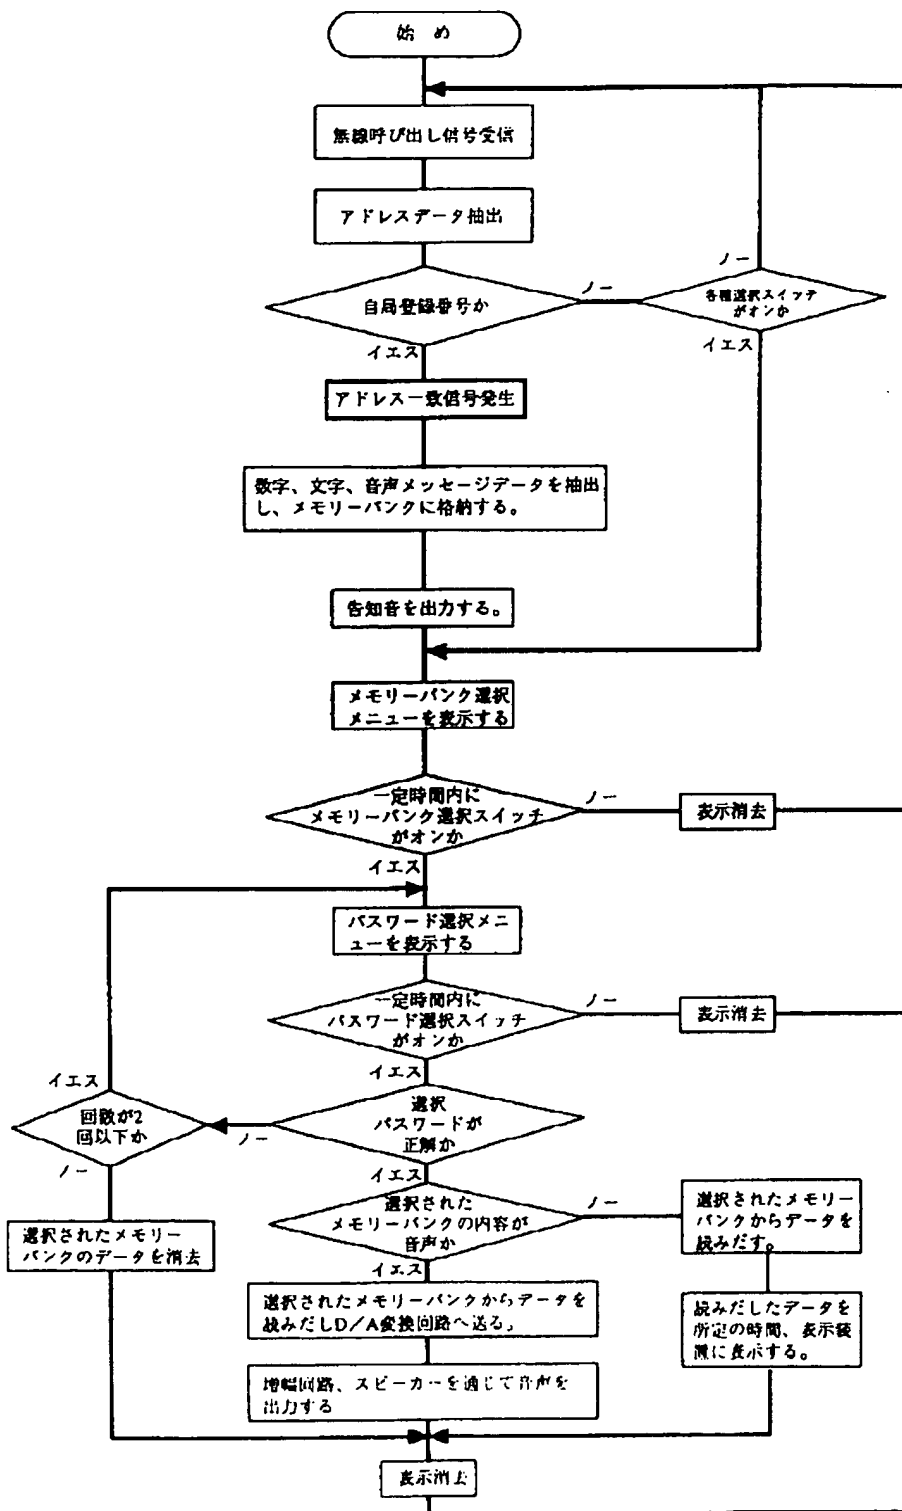 始め
無線呼び出し信号受信
アドレスデータ抽出
自局登録番号か
ノー
各種選択スイッチ
がオンか
ノー
イエス
イエス
アドレス一致信号発生
数字、文字、音声メッセージデータを抽出
し、メモリーバンクに格納する。
告知音を出力する。
メモリーバンク選択
メニューを表示する
一定時間内に
メモリーバンク選択スイッチ
がオンか
ノー
表示消去
イエス
パスワード選択メニ
ューを表示する
一定時間内に
パスワード選択スイッチ
がオンか
ノー
表示消去
イエス
選択
パスワードが
正解か
ノー
イエス
回数が2
回以下か
ノー
イエス
選択されたメモリー
バンクのデータを消去
選択された
メモリーバンクの内容が
音声か
ノー
選択されたメモリー
バンクからデータを
読みだす。
イエス
選択されたメモリーバンクからデータを
読みだしD/A変換回路へ送る。
読みだしたデータを
所定の時間、表示装
置に表示する。
増幅回路、スピーカーを通じて音声を
出力する
表示消去